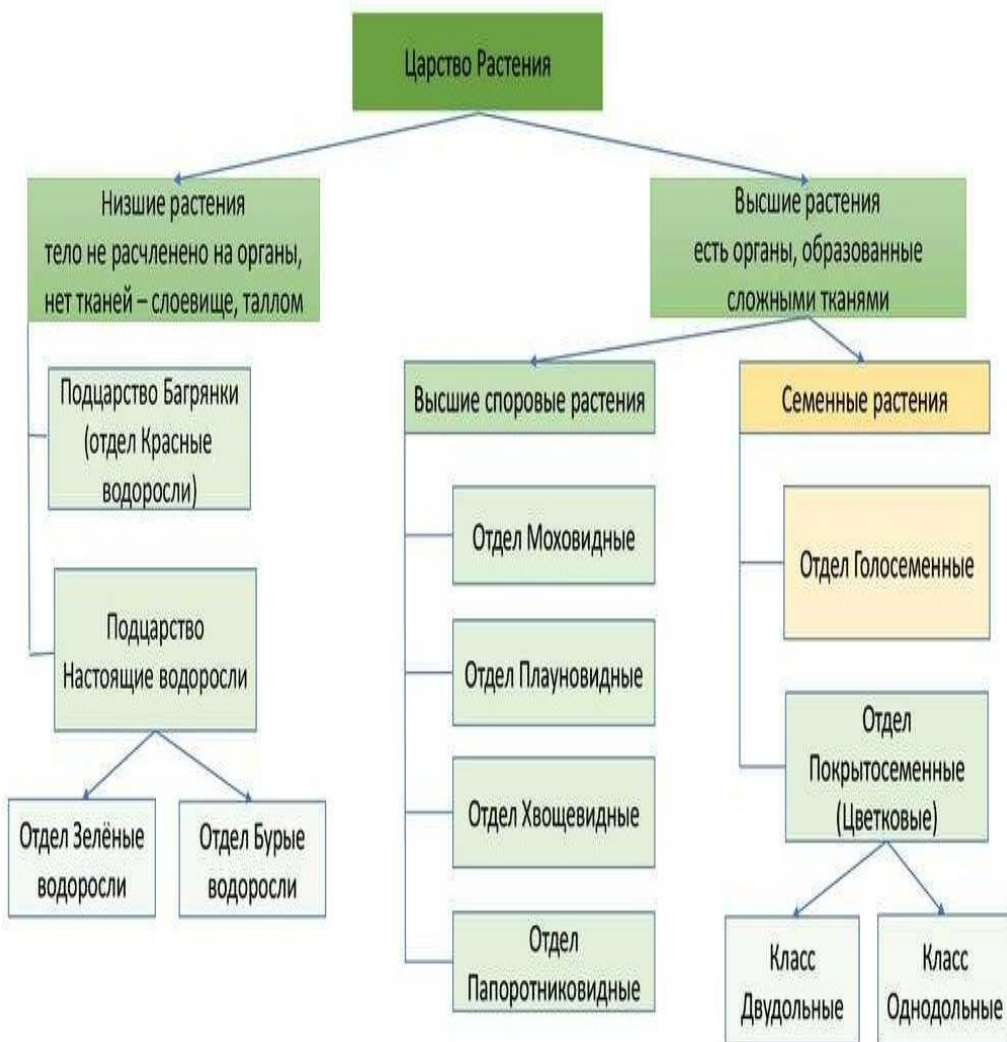 Царство Растения
Низшие растения
тело не расчленено на органы,
нет тканей – слоевище, таллом
Высшие растения
есть органы, образованные
сложными тканями
Подцарство Багрянки
(отдел Красные
водоросли)
Подцарство
Настоящие водоросли
Отдел Зелёные
водоросли
Отдел Бурые
водоросли
Высшие споровые растения
Отдел Моховидные
Отдел Плауновидные
Отдел Хвощевидные
Отдел
Папоротниковидные
Семенные растения
Отдел Голосеменные
Отдел
Покрытосеменные
(Цветковые)
Класс
Двудольные
Класс
Однодольные